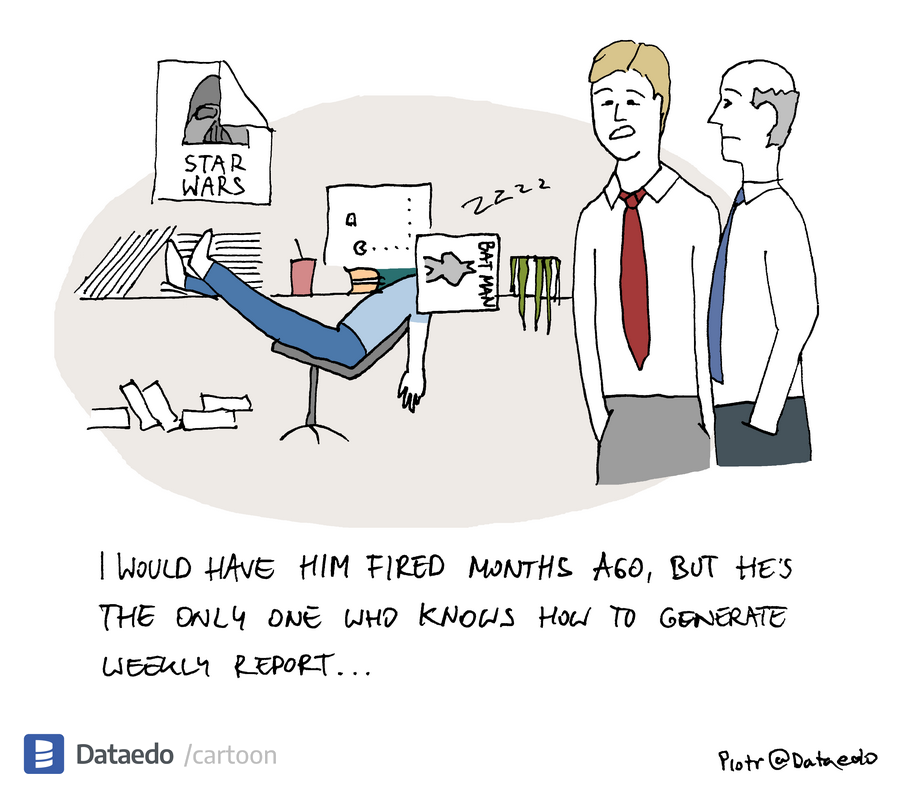 STAR
WARS
ZZZZ
BATMAN
I WOULD HAVE HIM FIRED MONTHS AGO, BUT HE'S
THE ONLY ONE WHO KNOWS HOW TO GENERATE
WEEKLY REPORT...
Dataedo /cartoon
Piotr@Dataedo